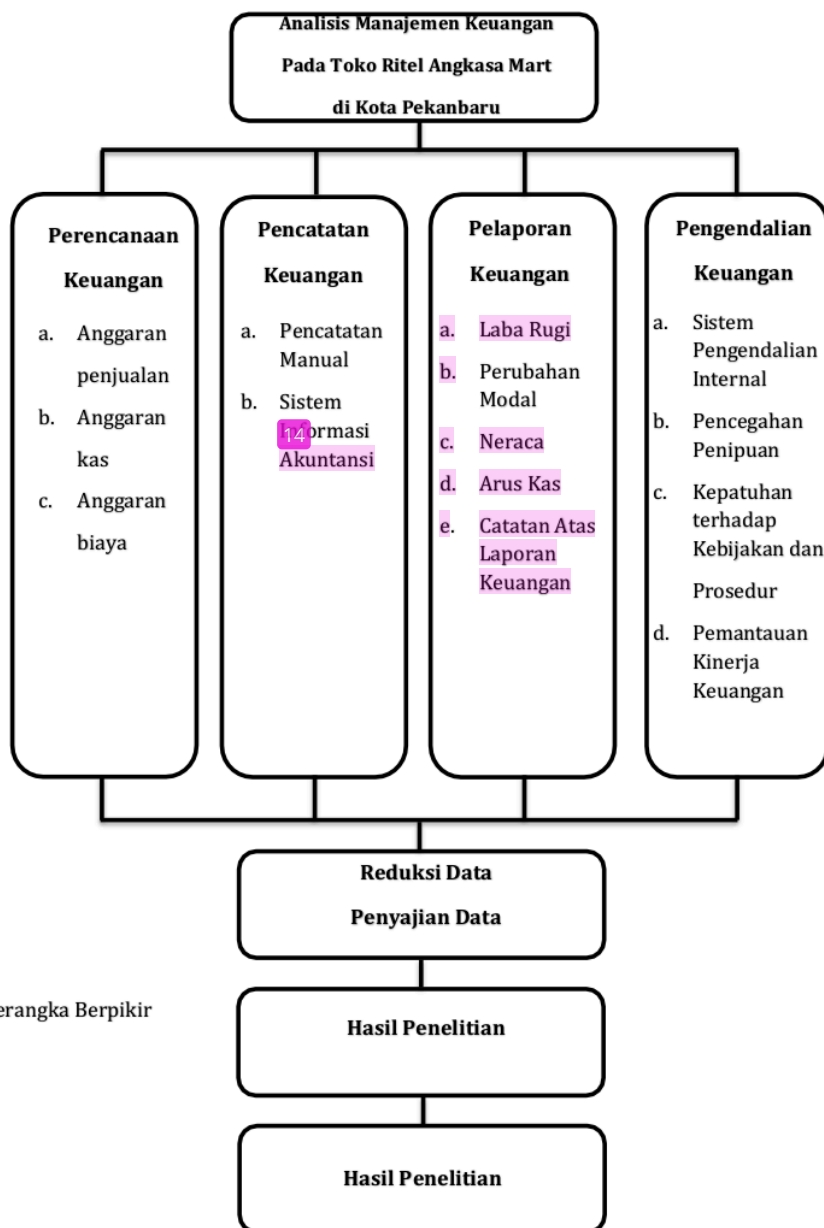 Analisis Manajemen Keuangan
Pada Toko Ritel Angkasa Mart
di Kota Pekanbaru
Perencanaan
Keuangan
a. Anggaran
penjualan
b. Anggaran
kas
c. Anggaran
biaya
Pencatatan
Keuangan
a. Pencatatan
Manual
b. Sistem
14
Informasi
Akuntansi
Pelaporan
Keuangan
a. Laba Rugi
b. Perubahan
Modal
c. Neraca
d. Arus Kas
e. Catatan Atas
Laporan
Keuangan
Pengendalian
Keuangan
a. Sistem
Pengendalian
Internal
b. Pencegahan
Penipuan
c. Kepatuhan
terhadap
Kebijakan dan
Prosedur
d. Pemantauan
Kinerja
Keuangan
Reduksi Data
Penyajian Data
erangka Berpikir
Hasil Penelitian
Hasil Penelitian